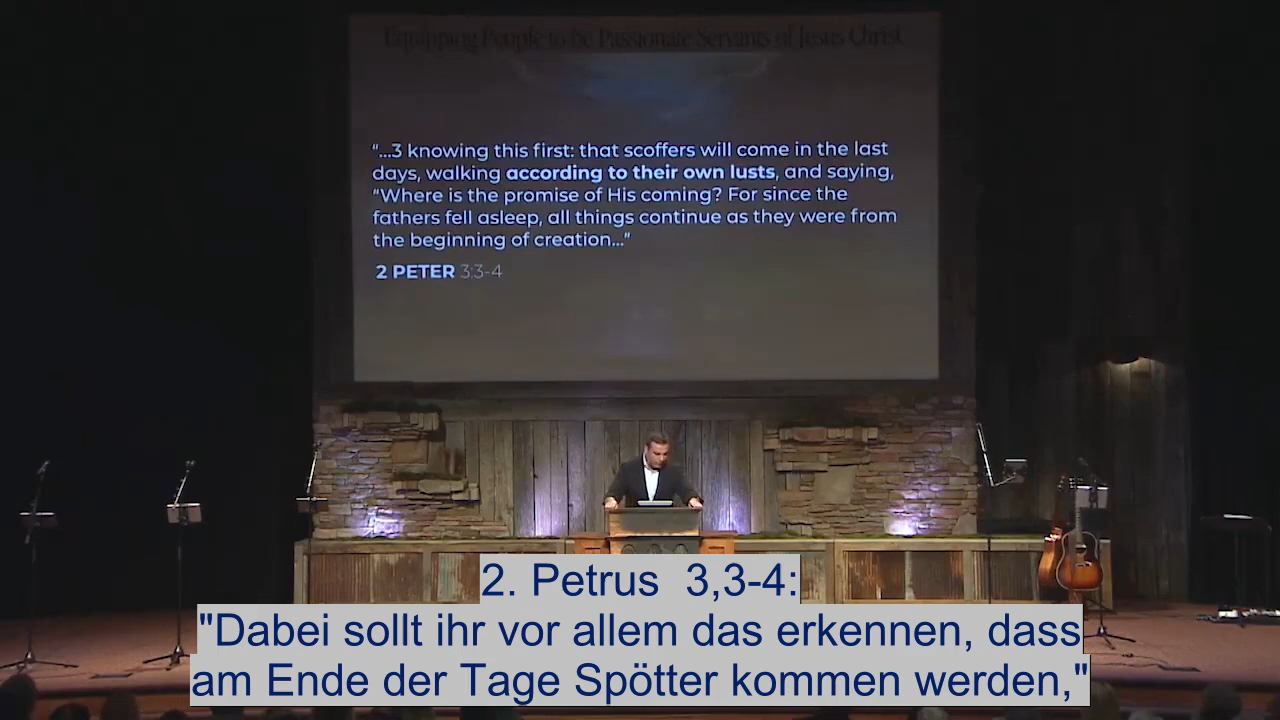 Equipping People to be Passionate Servants of Jesus Christ
“...3 knowing this first: that scoffers will come in the last
days, walking according to their own lusts, and saying,
“Where is the promise of His coming? For since the
fathers fell asleep, all things continue as they were from
the beginning of creation...”
2 PETER 3:3-4
2. Petrus  3,3-4:
"Dabei sollt ihr vor allem das erkennen, dass
am Ende der Tage Spötter kommen werden,"